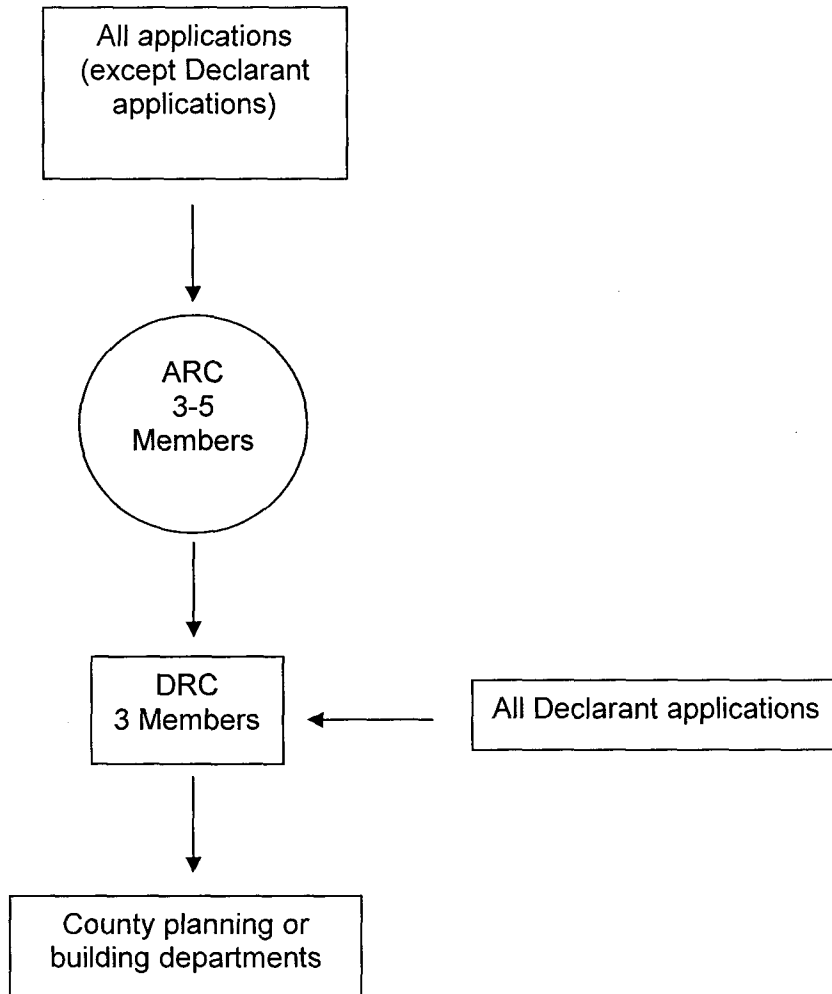 All applications
(except Declarant
applications)
ARC
3-5
Members
DRC
3 Members
All Declarant applications
County planning or
building departments